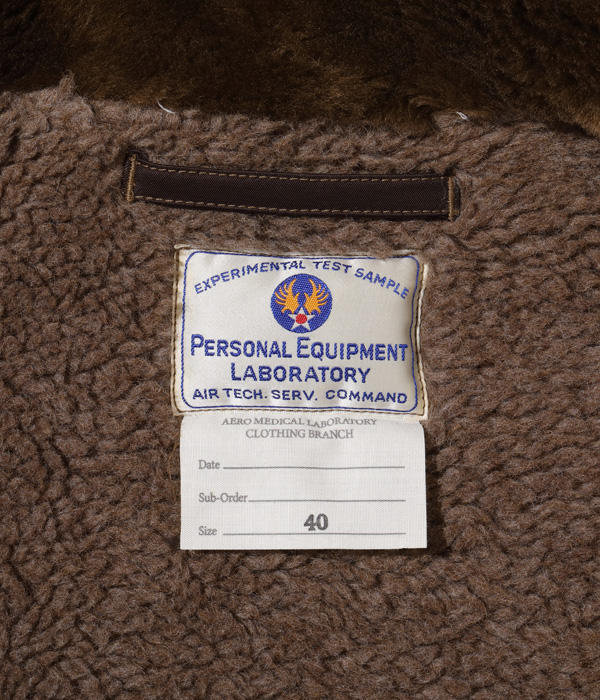 EXPERIMENTAL TEST SAMPLE
PERSONAL EQUIPMENT
LABORATORY
AIR TECH. SERV. COMMAND
AERO MEDICAL LABORATORY
CLOTHING BRANCH
Date
Sub-Order
Size 40